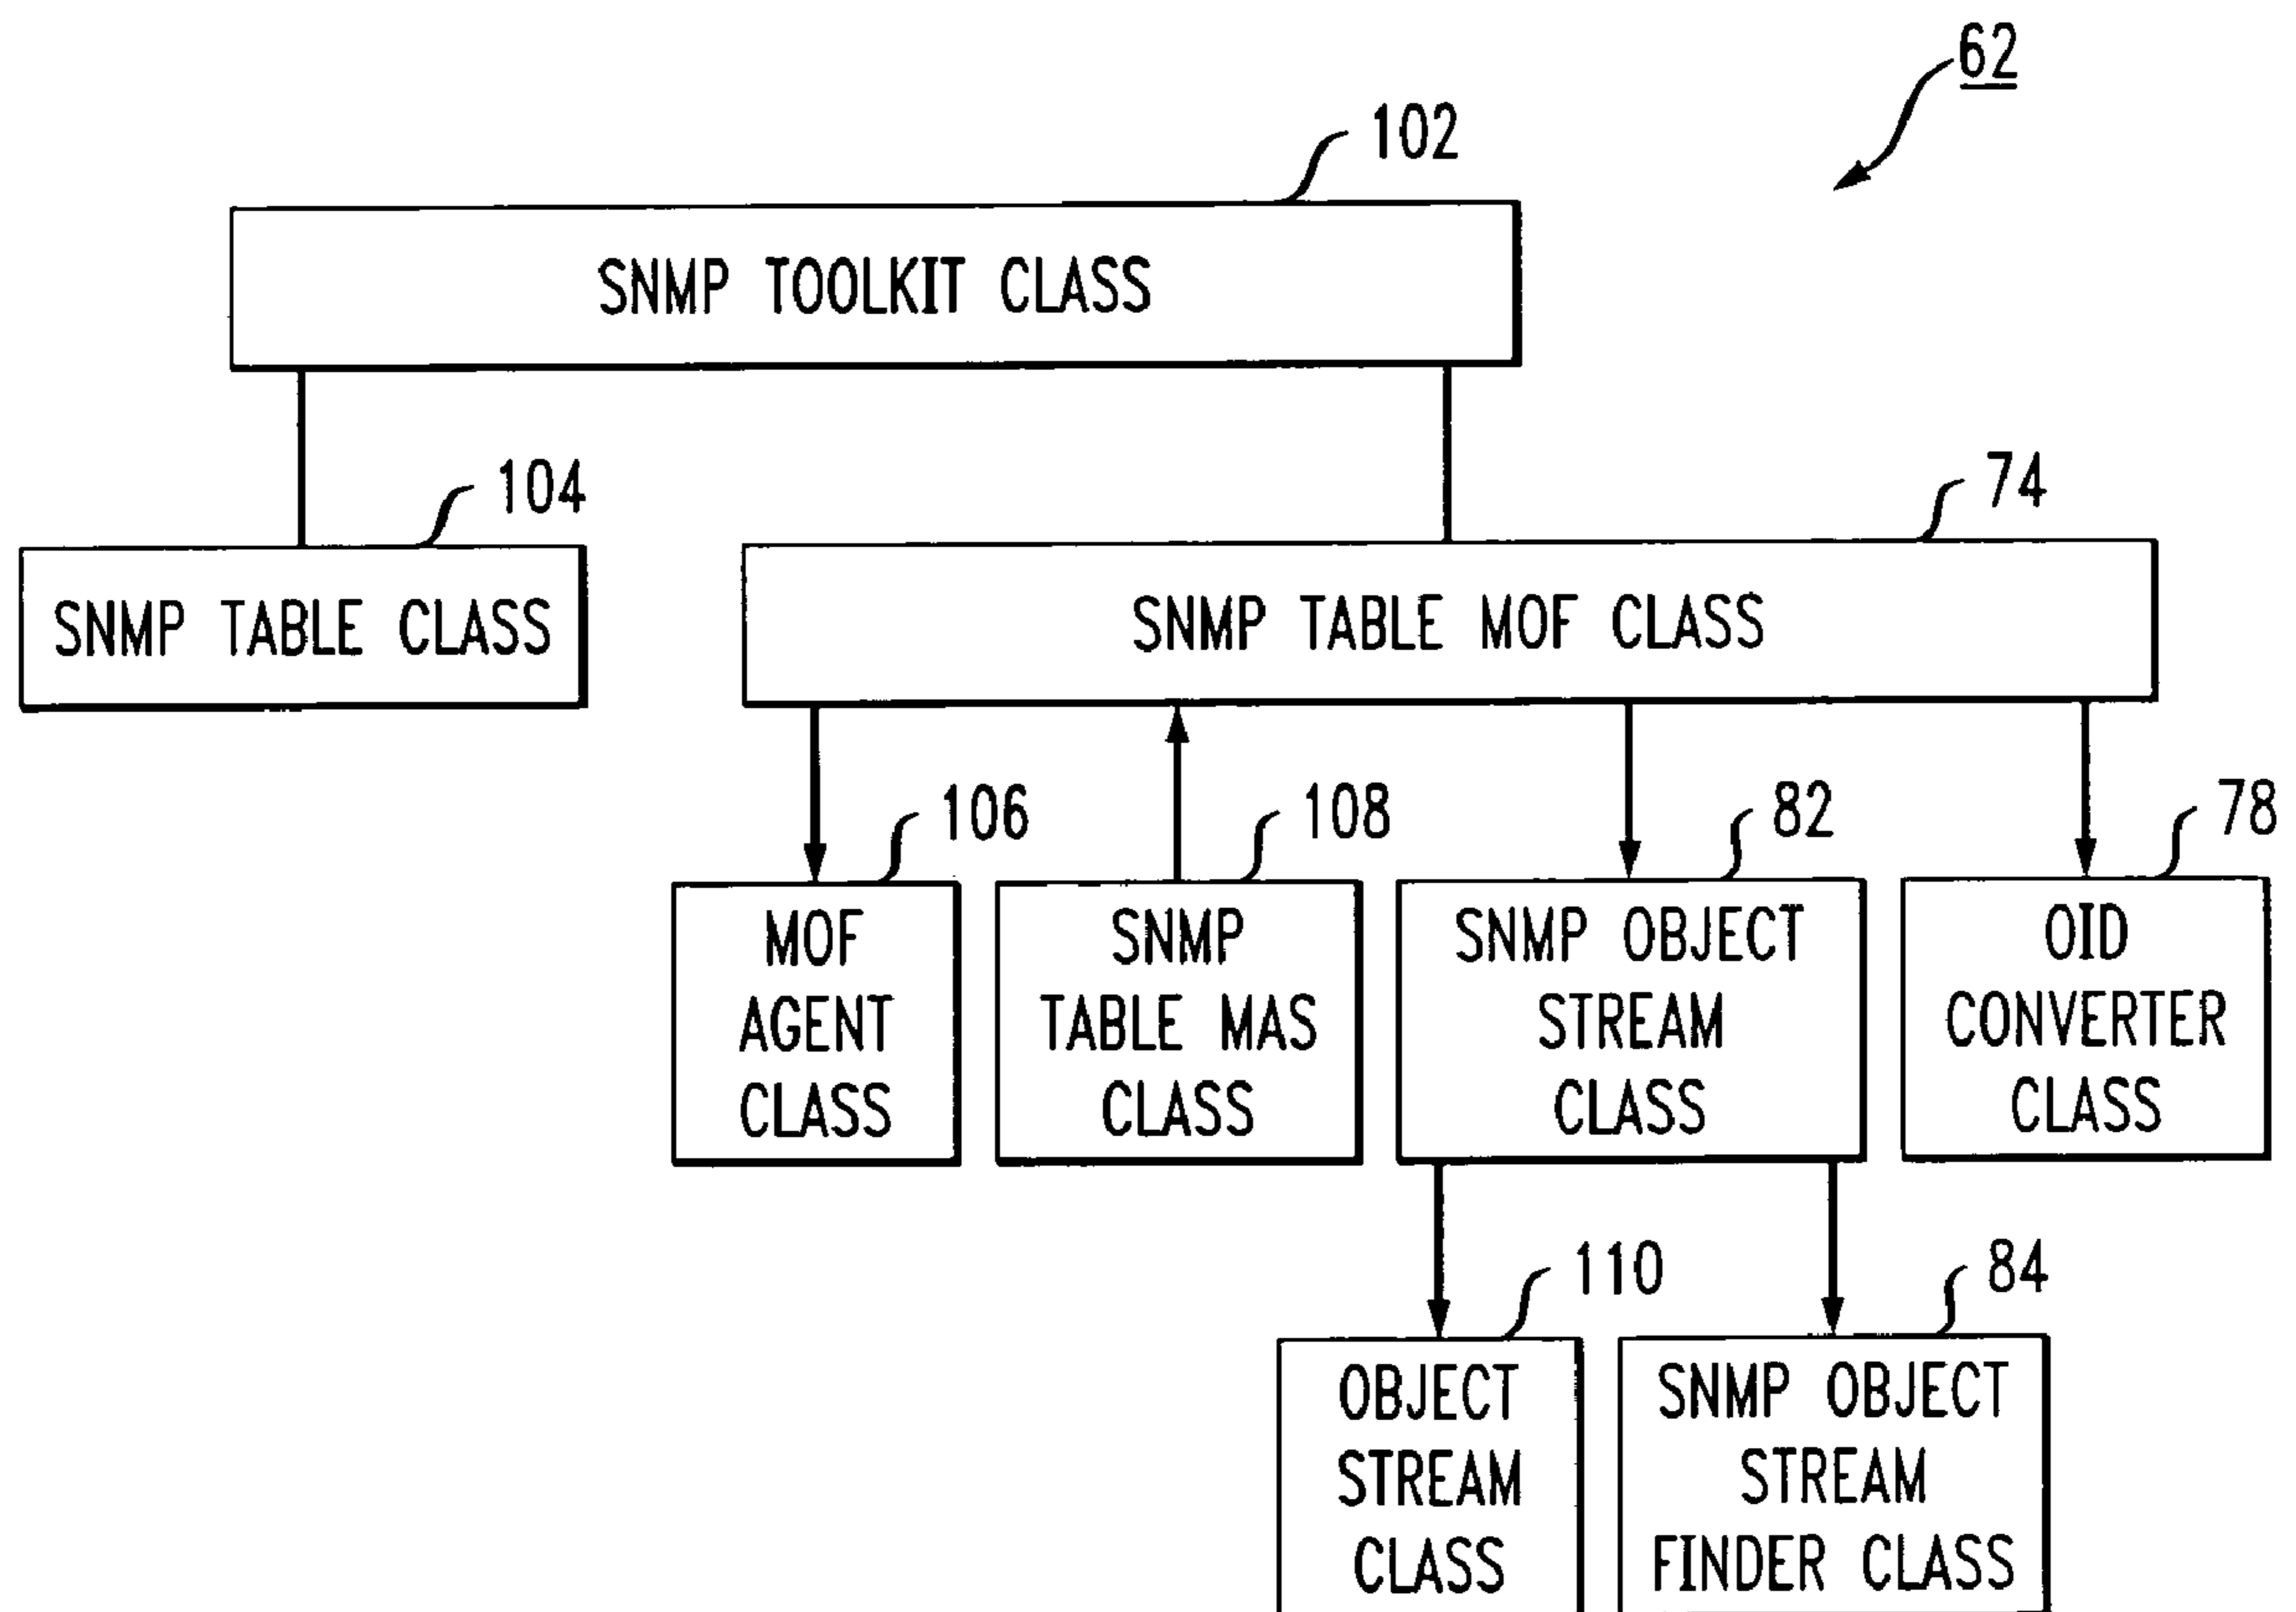 62
102
SNMP TOOLKIT CLASS
104
74
SNMP TABLE CLASS
SNMP TABLE MOF CLASS
106
108
82
78
MOF
AGENT
CLASS
SNMP
TABLE MAS
CLASS
SNMP OBJECT
STREAM
CLASS
OID
CONVERTER
CLASS
110
84
OBJECT
STREAM
CLASS
SNMP OBJECT
STREAM
FINDER CLASS